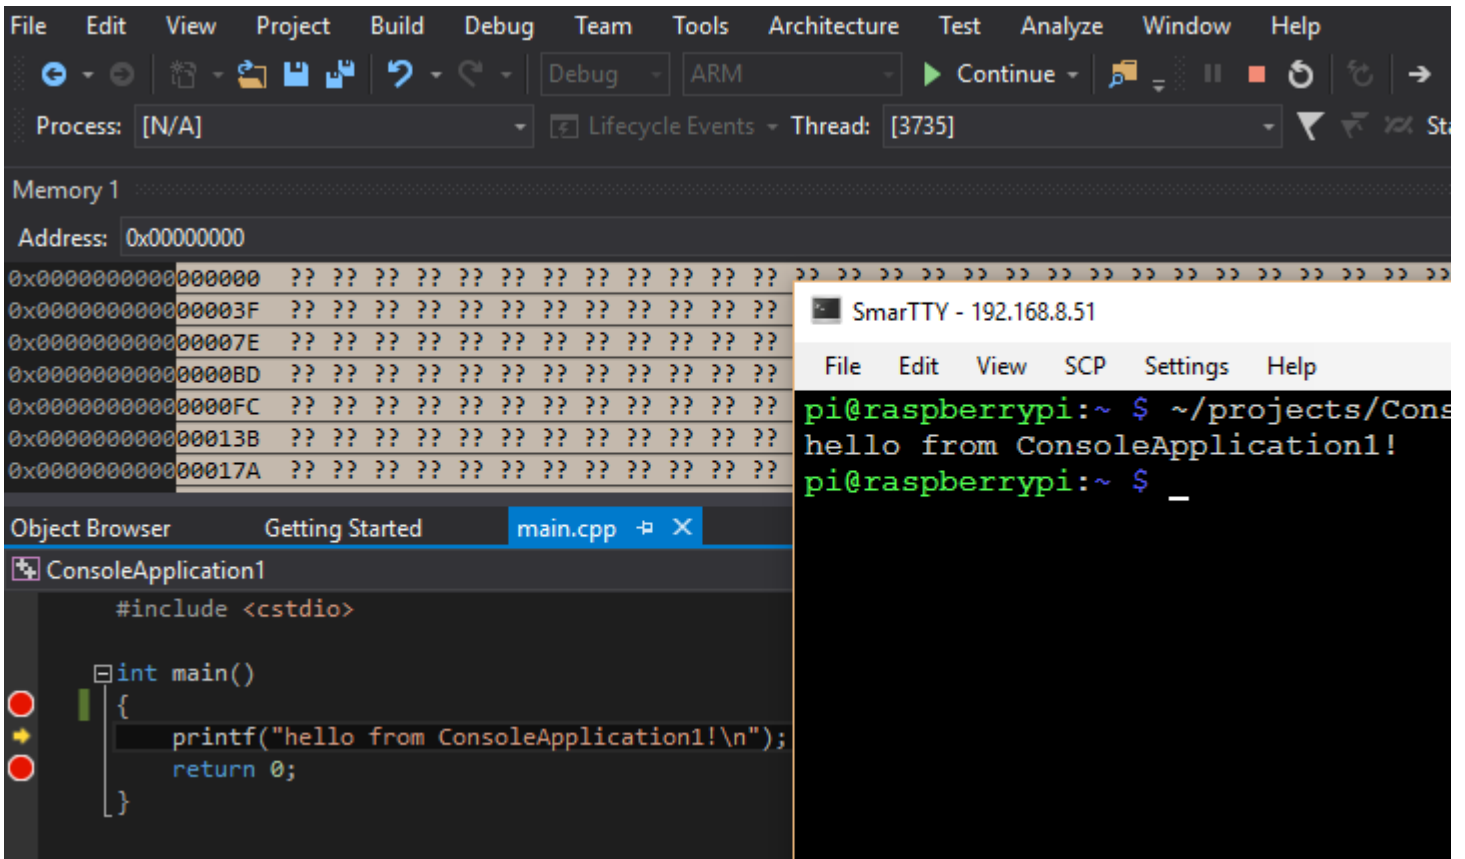 File Edit View Project Build Debug Team Tools Architecture Test Analyze Window Help
Debug ARM Continue
Process: [N/A] Lifecycle Events Thread: [3735]
Memory 1
Address: 0x00000000
0x0000000000000000 ?? ?? ?? ?? ?? ?? ?? ?? ?? ?? ?? ?? ?? ?? ?? ?? ?? ?? ?? ?? ?? ?? ?? ?? ?? ?? ?? ??
0x000000000000003F ?? ?? ?? ?? ?? ?? ?? ?? ?? ?? ?? ??
0x000000000000007E ?? ?? ?? ?? ?? ?? ?? ?? ?? ?? ?? ??
0x00000000000000BD ?? ?? ?? ?? ?? ?? ?? ?? ?? ?? ?? ??
0x00000000000000FC ?? ?? ?? ?? ?? ?? ?? ?? ?? ?? ?? ??
0x000000000000013B ?? ?? ?? ?? ?? ?? ?? ?? ?? ?? ?? ??
0x000000000000017A ?? ?? ?? ?? ?? ?? ?? ?? ?? ?? ?? ??
Object Browser Getting Started main.cpp
ConsoleApplication1
#include <cstdio>
int main()
{
printf("hello from ConsoleApplication1!\n");
return 0;
}
SmarTTY - 192.168.8.51
File Edit View SCP Settings Help
pi@raspberrypi:~ $ ~/projects/Cons
hello from ConsoleApplication1!
pi@raspberrypi:~ $ _